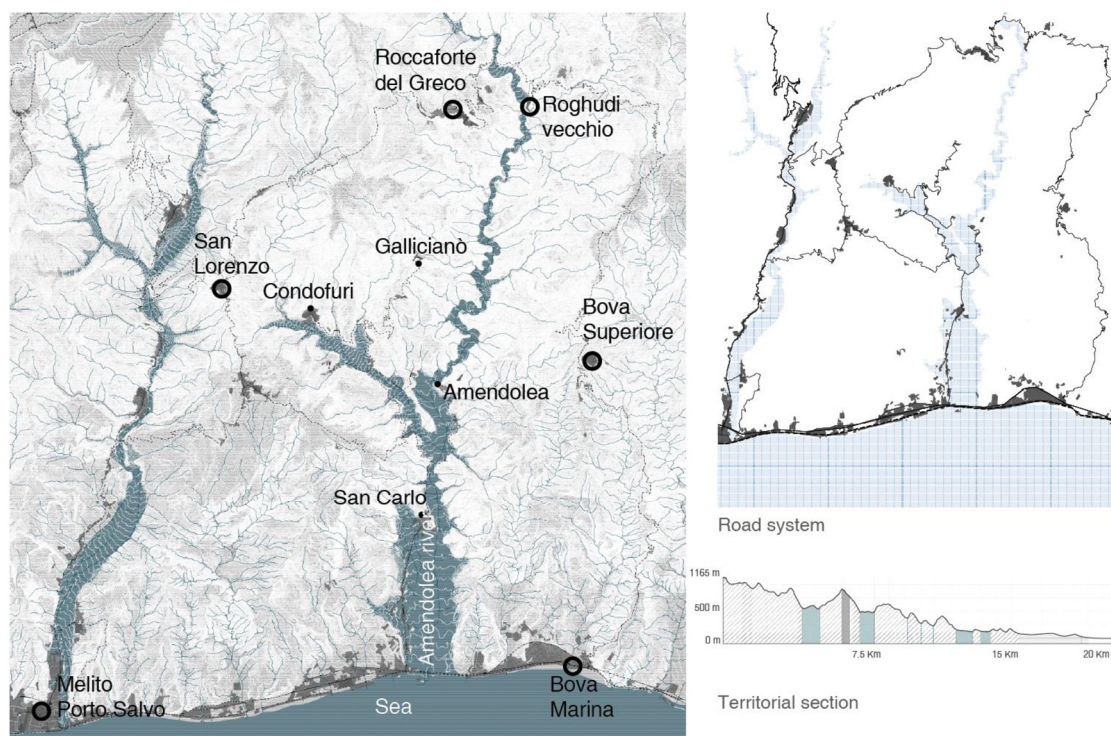 Roccaforte
del Greco
Roghudi
vecchio
San
Lorenzo
Gallicianò
Condofuri
Bova
Superiore
Amendolea
San Carlo
Amendolea river
Melito
Porto Salvo
Sea
Bova
Marina
Road system
1165 m
600 m
0 m
7.5 Km
15 Km
20 Km
Territorial section